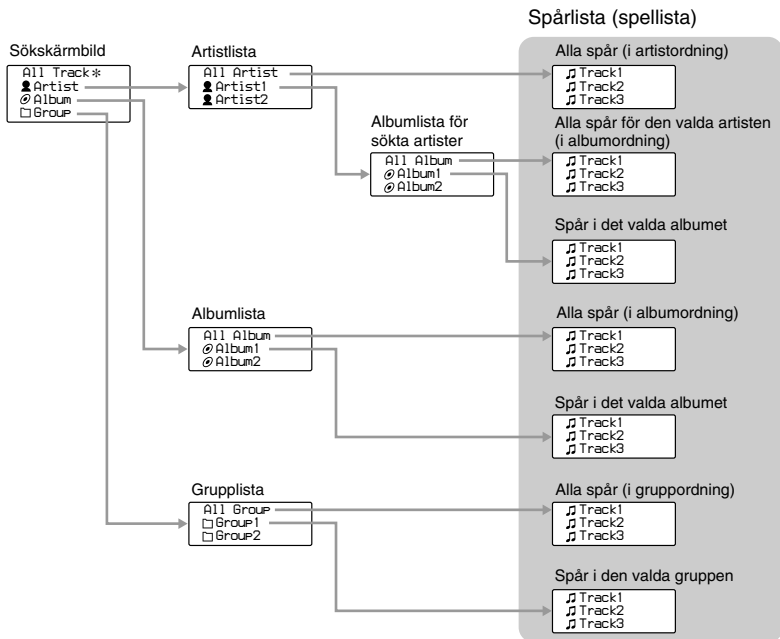 Spårlista (spellista)
Sökskärmbild
All Track*
Artist
Album
Group
Artistlista
All Artist
Artist1
Artist2
Alla spår (i artistordning)
Track1
Track2
Track3
Albumlista för
sökta artister
All Album
Album1
Album2
Alla spår för den valda artisten
(i albumordning)
Track1
Track2
Track3
Spår i det valda albumet
Track1
Track2
Track3
Albumlista
All Album
Album1
Album2
Alla spår (i albumordning)
Track1
Track2
Track3
Spår i det valda albumet
Track1
Track2
Track3
Grupplista
All Group
Group1
Group2
Alla spår (i gruppordning)
Track1
Track2
Track3
Spår i den valda gruppen
Track1
Track2
Track3